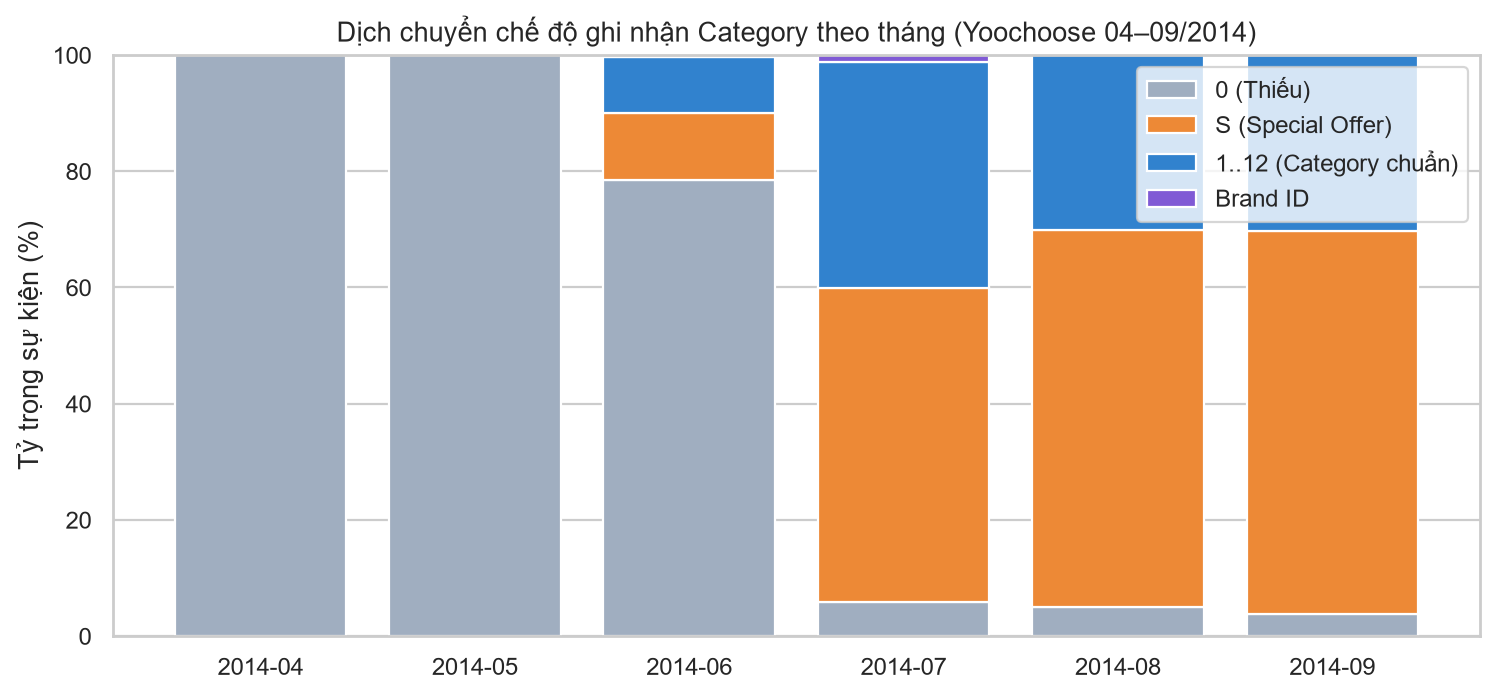 Dịch chuyển chế độ ghi nhận Category theo tháng (Yoochoose 04–09/2014)
Tỷ trọng sự kiện (%)
100
80
60
40
20
0
0 (Thiếu)
S (Special Offer)
1..12 (Category chuẩn)
Brand ID
2014-04
2014-05
2014-06
2014-07
2014-08
2014-09